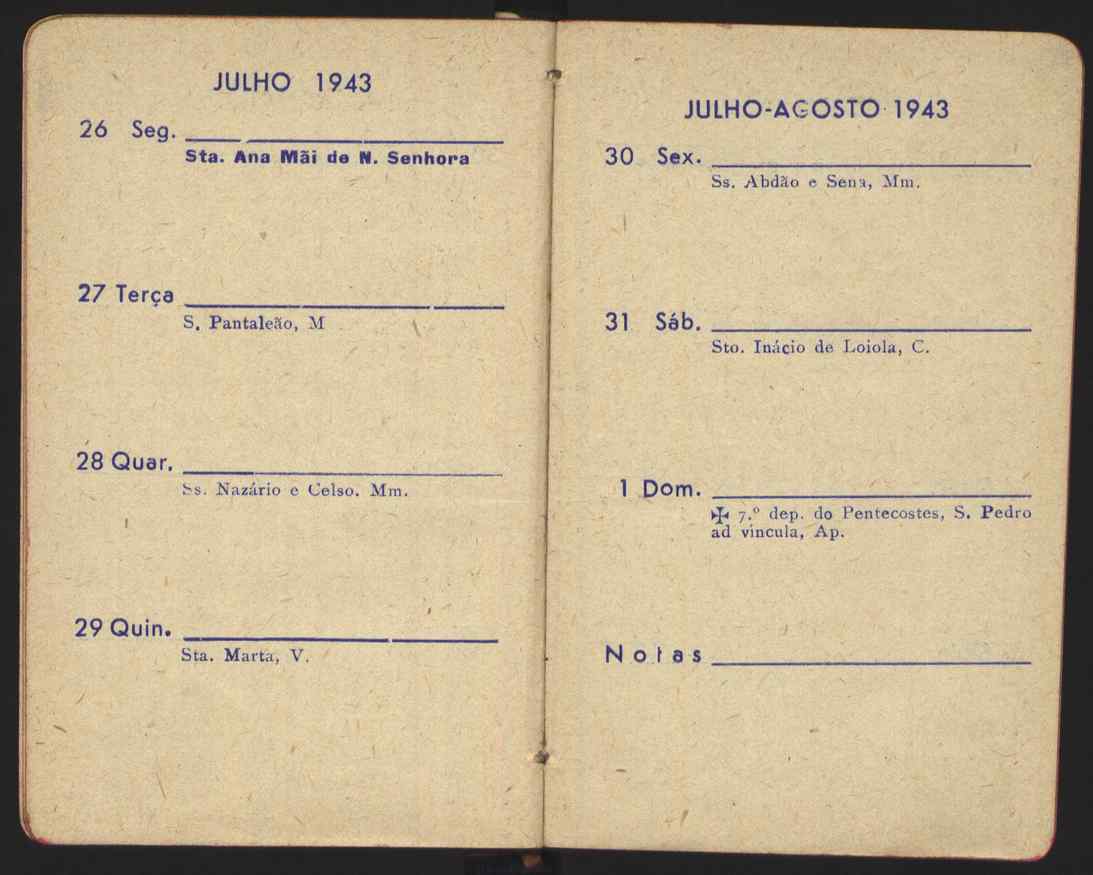 JULHO 1943
26 Seg.
Sta. Ana Mãi de N. Senhora
27 Terça
S. Pantaleão, M
28 Quar.
Ss. Nazário e Celso. Mm.
29 Quin.
Sta. Marta, V.
JULHO-AGOSTO 1943
30 Sex.
Ss. Abdão e Sena, Mm.
31 Sáb.
Sto. Inácio de Loiola, C.
1 Dom.
✠ 7.º dep. do Pentecostes, S. Pedro
ad vincula, Ap.
Notas